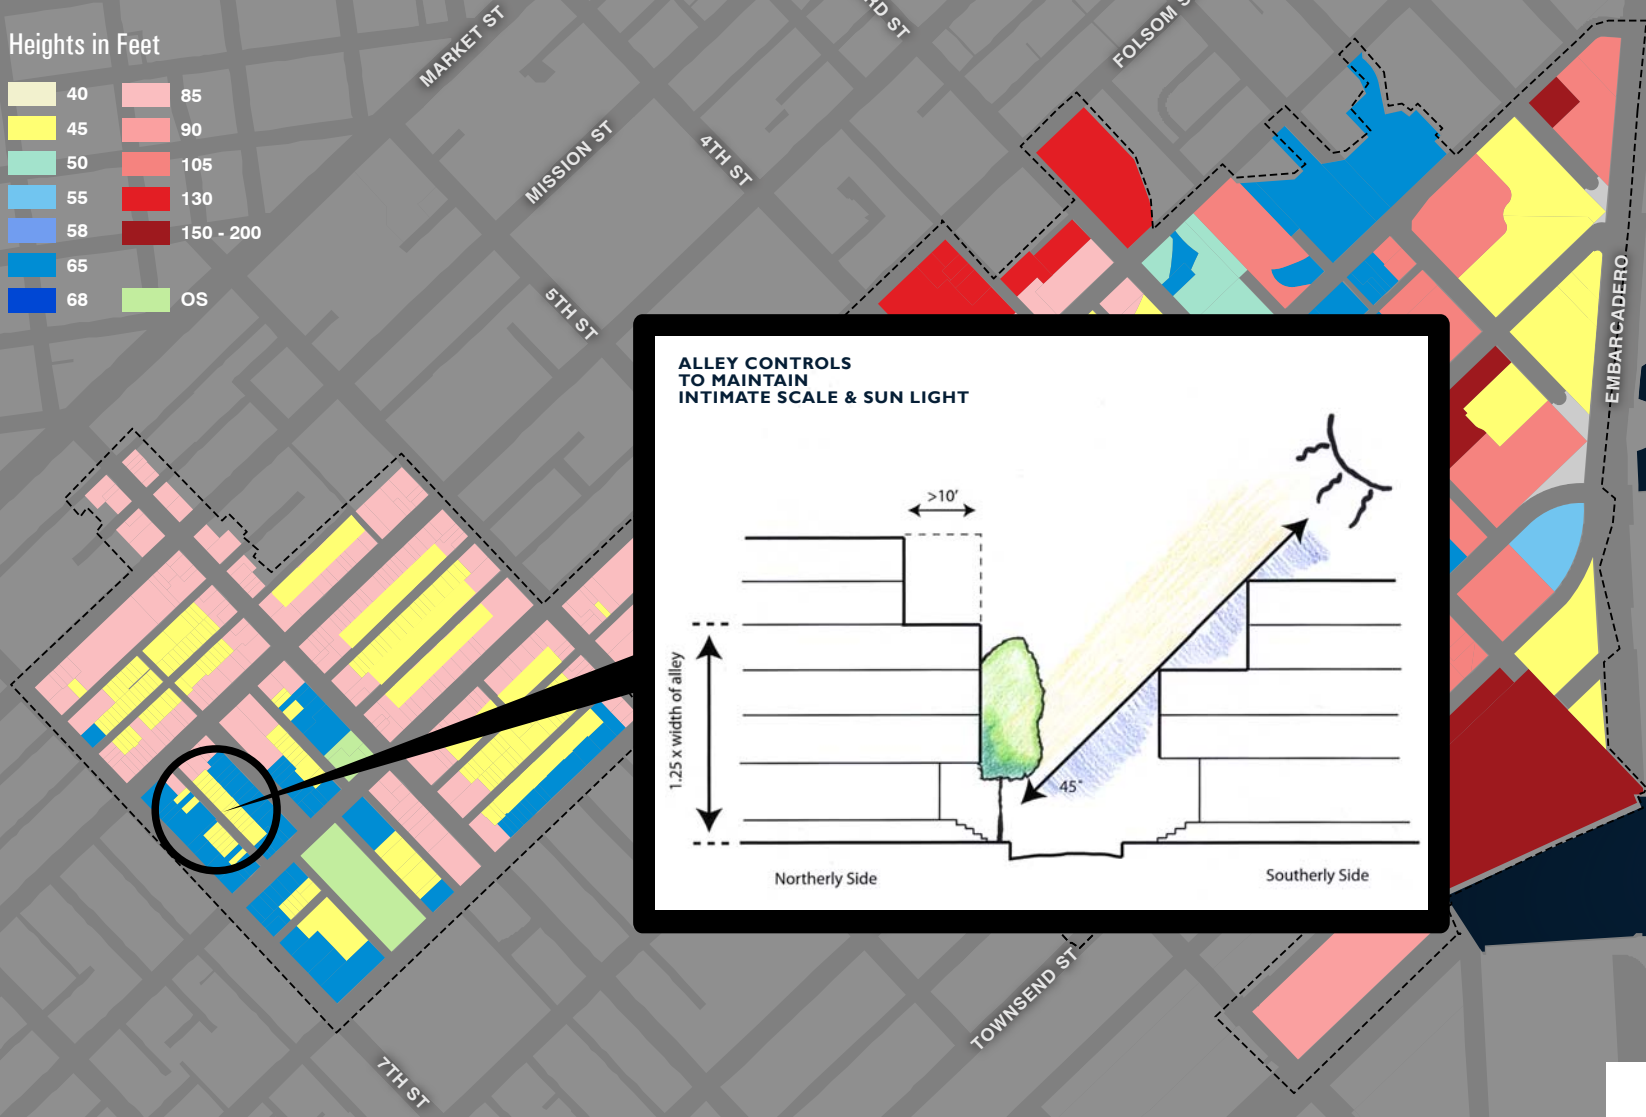 Heights in Feet
40
45
50
55
58
65
68
85
90
105
130
150 - 200
OS
MARKET ST
MISSION ST
4TH ST
5TH ST
RD ST
FOLSOM S
EMBARCADERO
ALLEY CONTROLS
TO MAINTAIN
INTIMATE SCALE & SUN LIGHT
>10'
1.25 x width of alley
45°
Northerly Side
Southerly Side
TOWNSEND ST
7TH ST